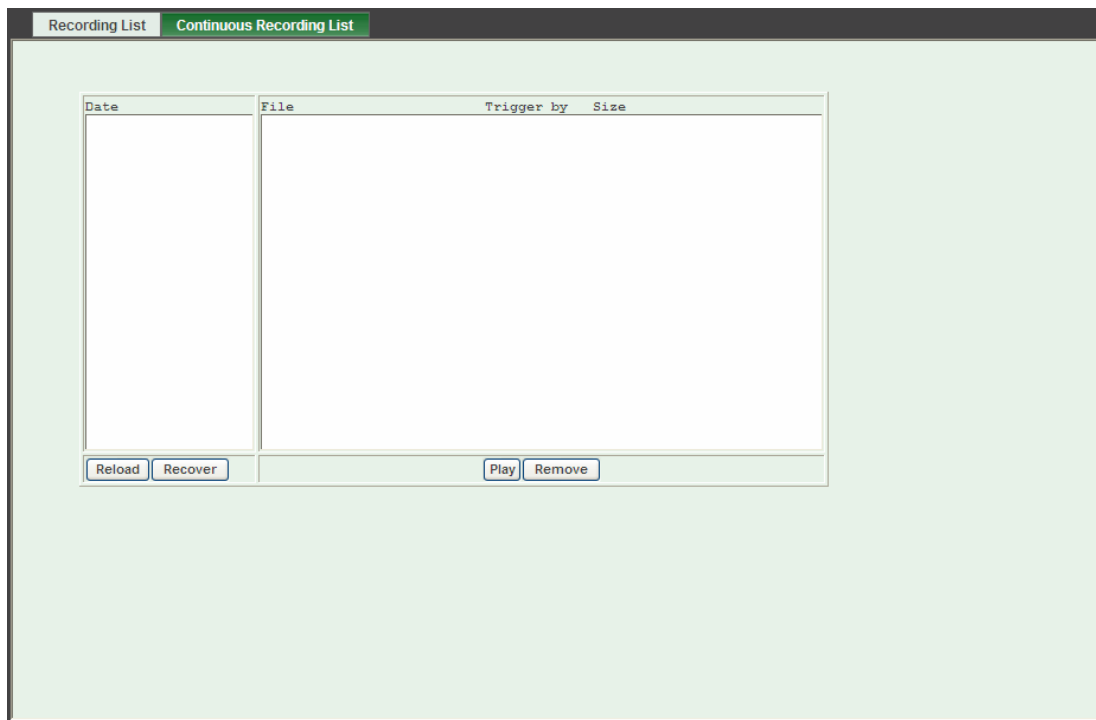 Recording List Continuous Recording List
Date File Trigger by Size
Reload Recover Play Remove